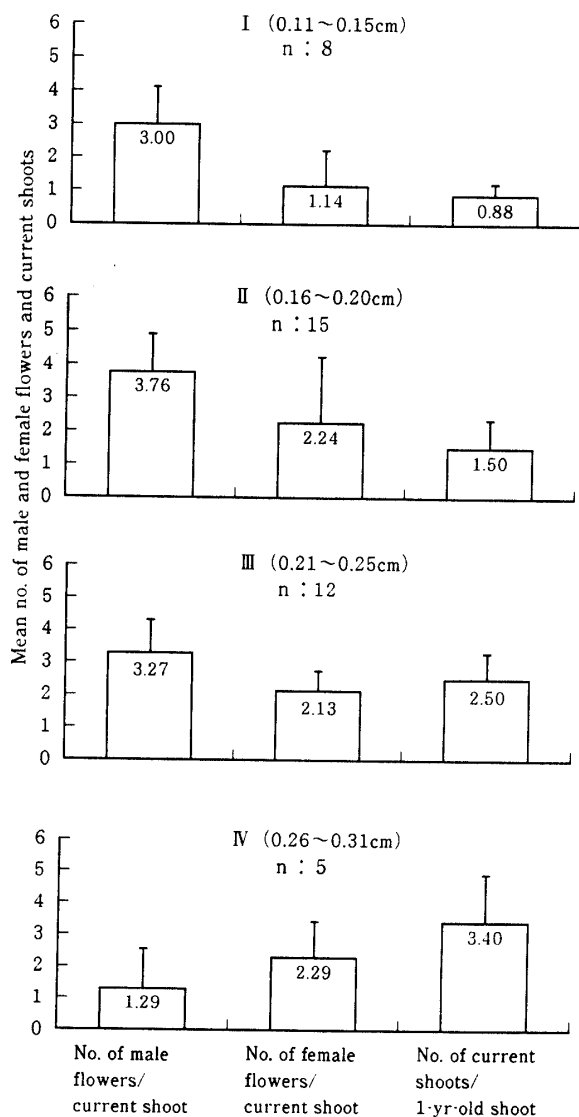 Mean no. of male and female flowers and current shoots
Ⅰ (0.11~0.15cm)
n : 8
6
5
4
3
2
1
0
3.00
1.14
0.88
Ⅱ (0.16~0.20cm)
n : 15
6
5
4
3
2
1
0
3.76
2.24
1.50
Ⅲ (0.21~0.25cm)
n : 12
6
5
4
3
2
1
0
3.27
2.13
2.50
Ⅳ (0.26~0.31cm)
n : 5
6
5
4
3
2
1
0
1.29
2.29
3.40
No. of male
flowers/
current shoot
No. of female
flowers/
current shoot
No. of current
shoots/
1-yr-old shoot